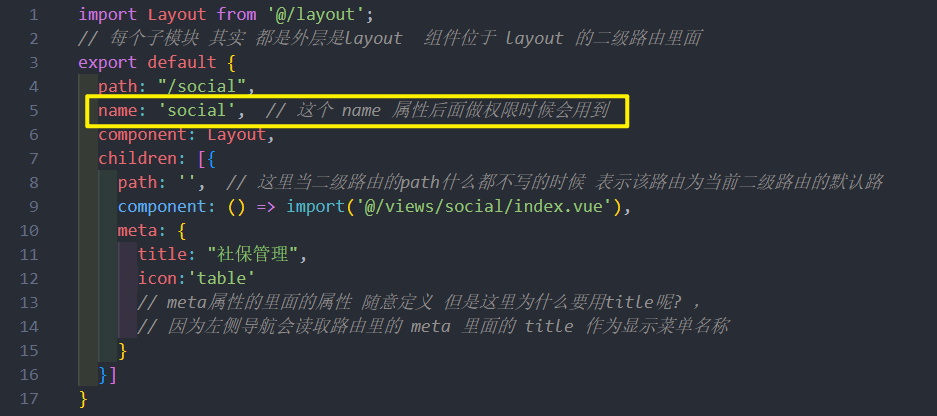 1 import Layout from '@/layout';
2 // 每个子模块 其实 都是外层是layout 组件位于 layout 的二级路由里面
3 export default {
4 path: "/social",
5 name: 'social', // 这个 name 属性后面做权限时候会用到
6 component: Layout,
7 children: [{
8 path: '', // 这里当二级路由的path什么都不写的时候 表示该路由为当前二级路由的默认路
9 component: () => import('@/views/social/index.vue'),
10 meta: {
11 title: "社保管理",
12 icon:'table'
13 // meta属性的里面的属性 随意定义 但是这里为什么要用title呢? ，
14 // 因为左侧导航会读取路由里的 meta 里面的 title 作为显示菜单名称
15 }
16 }]
17 }